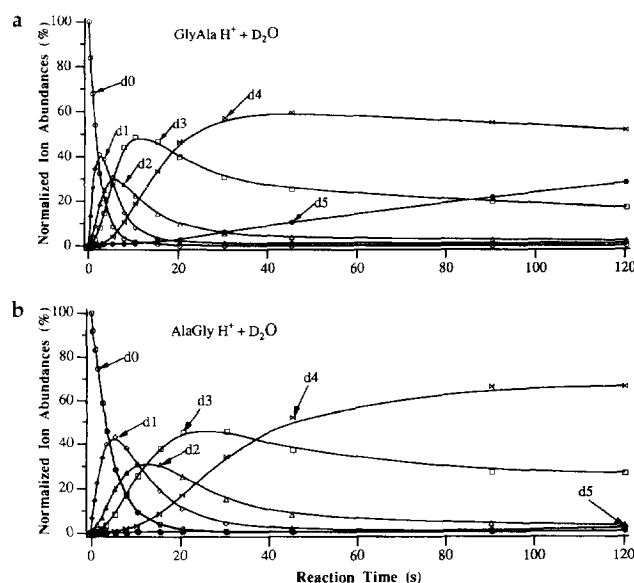 a
GlyAla H⁺ + D₂O
Normalized Ion Abundances (%)
100
80
60
40
20
0
d0
d1
d2
d3
d4
d5
0
20
40
60
80
100
120
b
AlaGly H⁺ + D₂O
Normalized Ion Abundances (%)
100
80
60
40
20
0
d0
d1
d2
d3
d4
d5
0
20
40
60
80
100
120
Reaction Time (s)